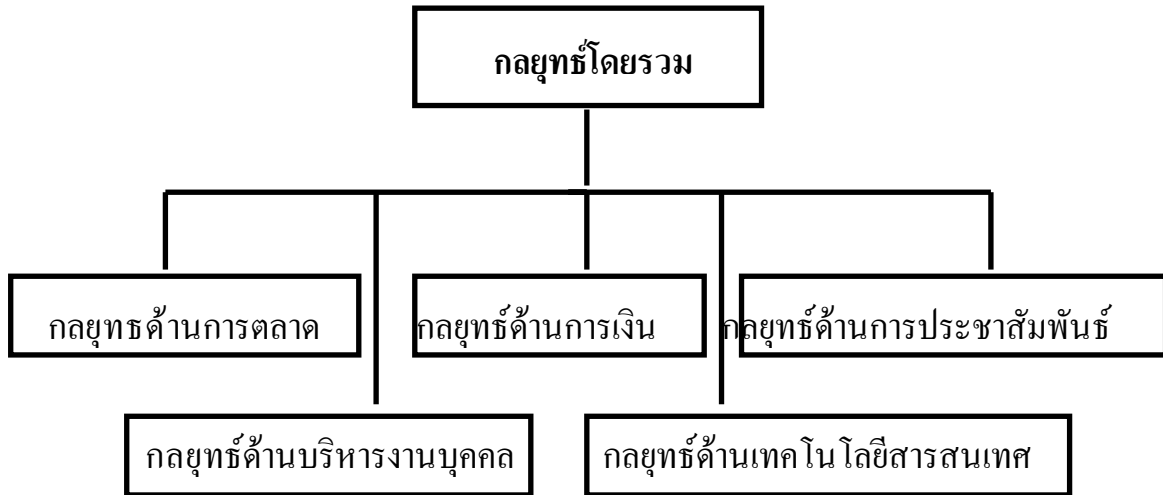 กลยุทธ์โดยรวม
กลยุทธด้านการตลาด
กลยุทธ์ด้านการเงิน
กลยุทธ์ด้านการประชาสัมพันธ์
กลยุทธ์ด้านบริหารงานบุคคล
กลยุทธ์ด้านเทคโนโลยีสารสนเทศ